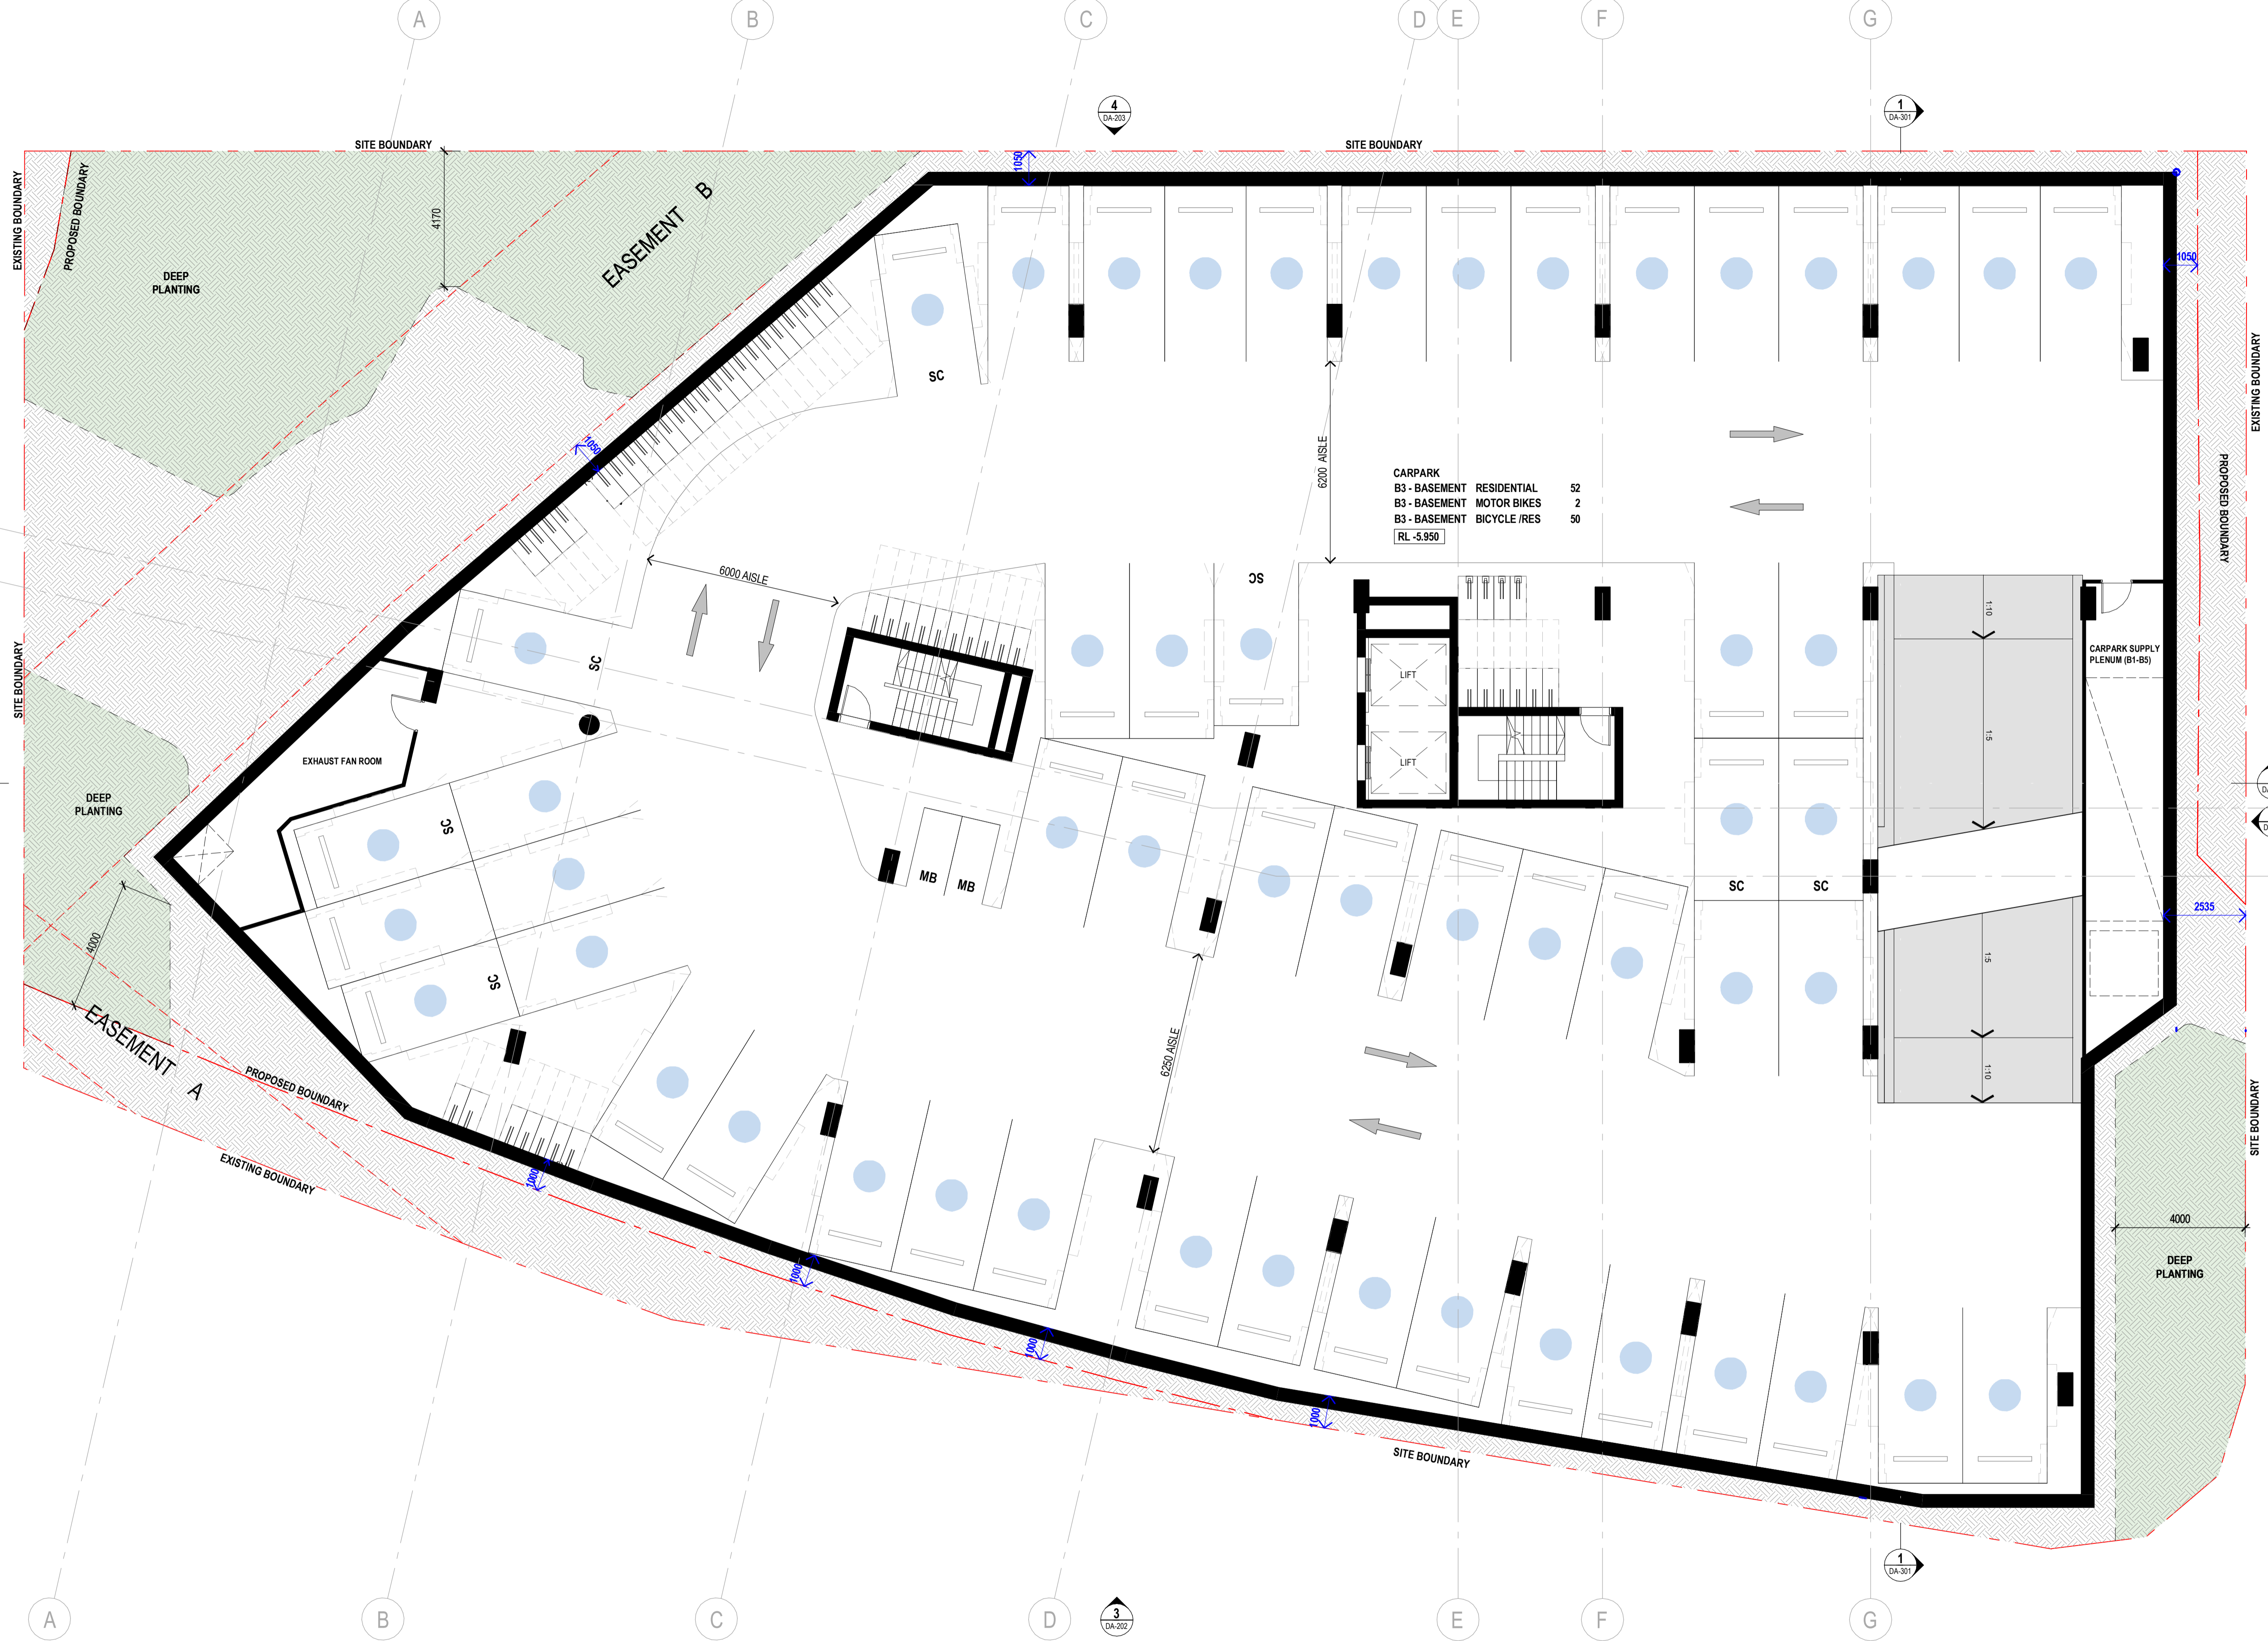 A
B
C
D
E
F
G
4
DA-203
1
DA-301
SITE BOUNDARY
SITE BOUNDARY
EXISTING BOUNDARY
PROPOSED BOUNDARY
4170
EASEMENT B
DEEP
PLANTING
1050
1050
1050
SC
EXISTING BOUNDARY
PROPOSED BOUNDARY
6200 AISLE
CARPARK
B3 - BASEMENT RESIDENTIAL 52
B3 - BASEMENT MOTOR BIKES 2
B3 - BASEMENT BICYCLE /RES 50
RL -5.950
6000 AISLE
SC
SC
1:10
CARPARK SUPPLY
PLENUM (B1-B5)
LIFT
LIFT
1:5
SITE BOUNDARY
EXHAUST FAN ROOM
DEEP
PLANTING
SC
MB
MB
SC
SC
2535
4000
SC
1:5
EASEMENT A
6250 AISLE
1:10
PROPOSED BOUNDARY
EXISTING BOUNDARY
SITE BOUNDARY
1000
1000
1000
1000
4000
DEEP
PLANTING
SITE BOUNDARY
1
DA-301
3
DA-202
A
B
C
D
E
F
G